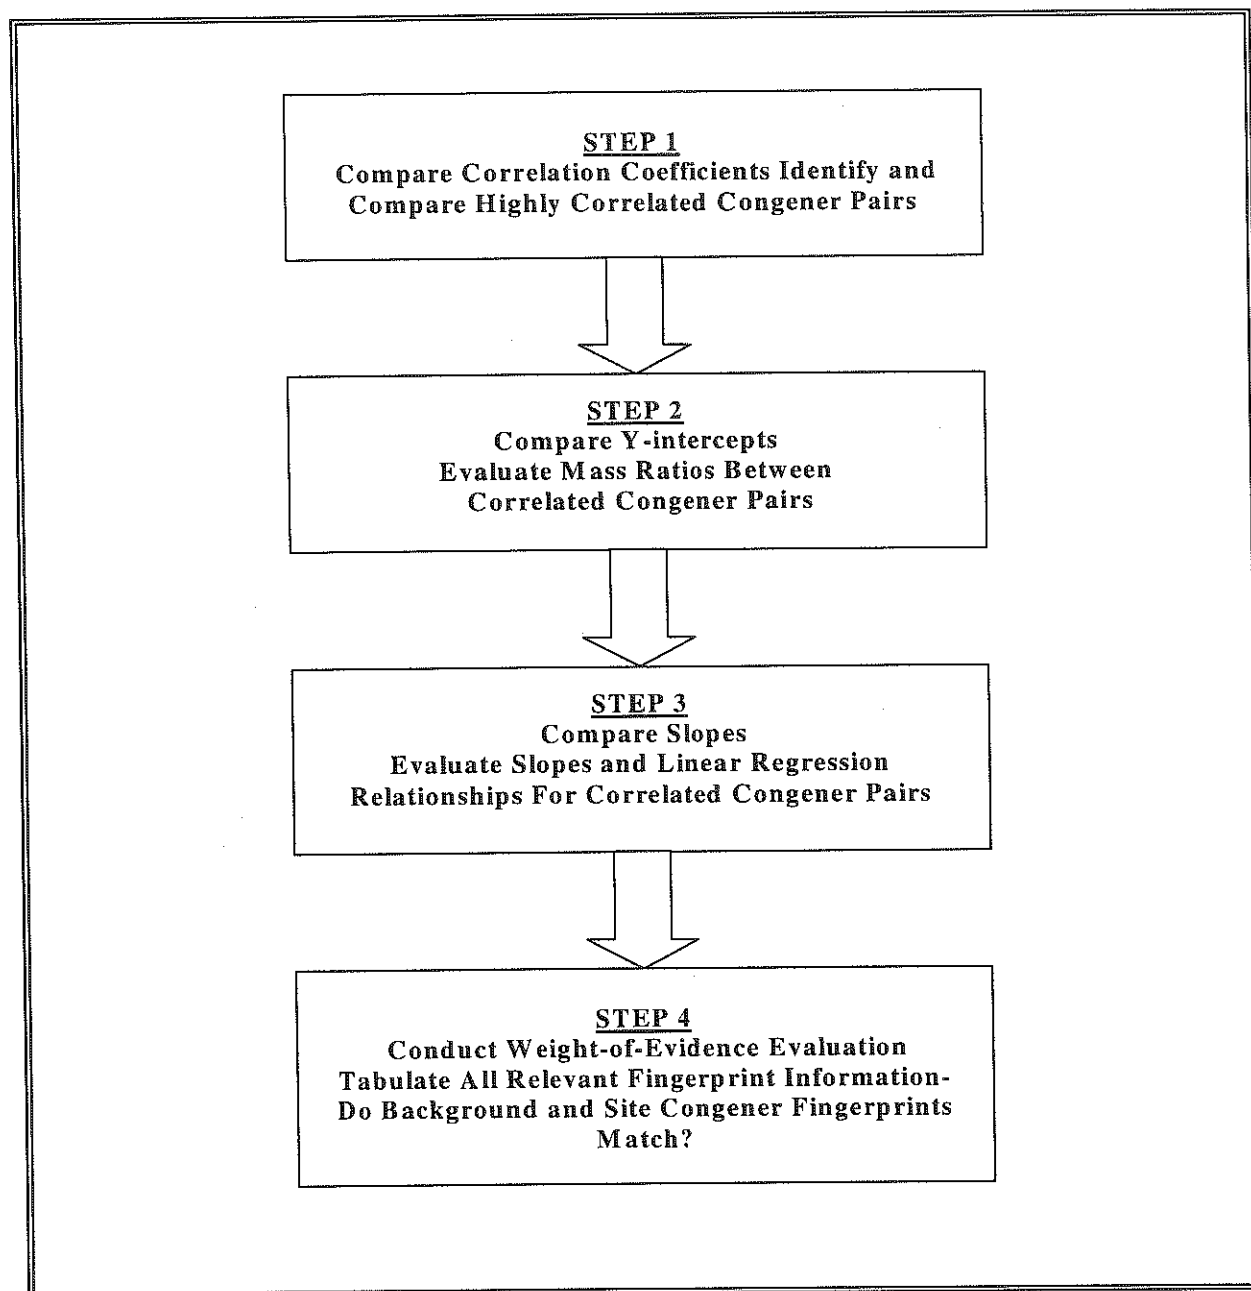 STEP 1
Compare Correlation Coefficients Identify and
Compare Highly Correlated Congener Pairs
STEP 2
Compare Y-intercepts
Evaluate Mass Ratios Between
Correlated Congener Pairs
STEP 3
Compare Slopes
Evaluate Slopes and Linear Regression
Relationships For Correlated Congener Pairs
STEP 4
Conduct Weight-of-Evidence Evaluation
Tabulate All Relevant Fingerprint Information-
Do Background and Site Congener Fingerprints
Match?